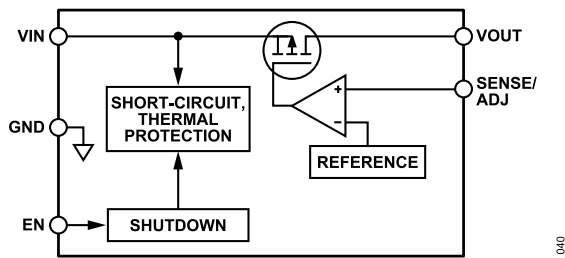 VIN
VOUT
SENSE/
ADJ
SHORT-CIRCUIT,
THERMAL
PROTECTION
GND
+
−
REFERENCE
EN
SHUTDOWN
040